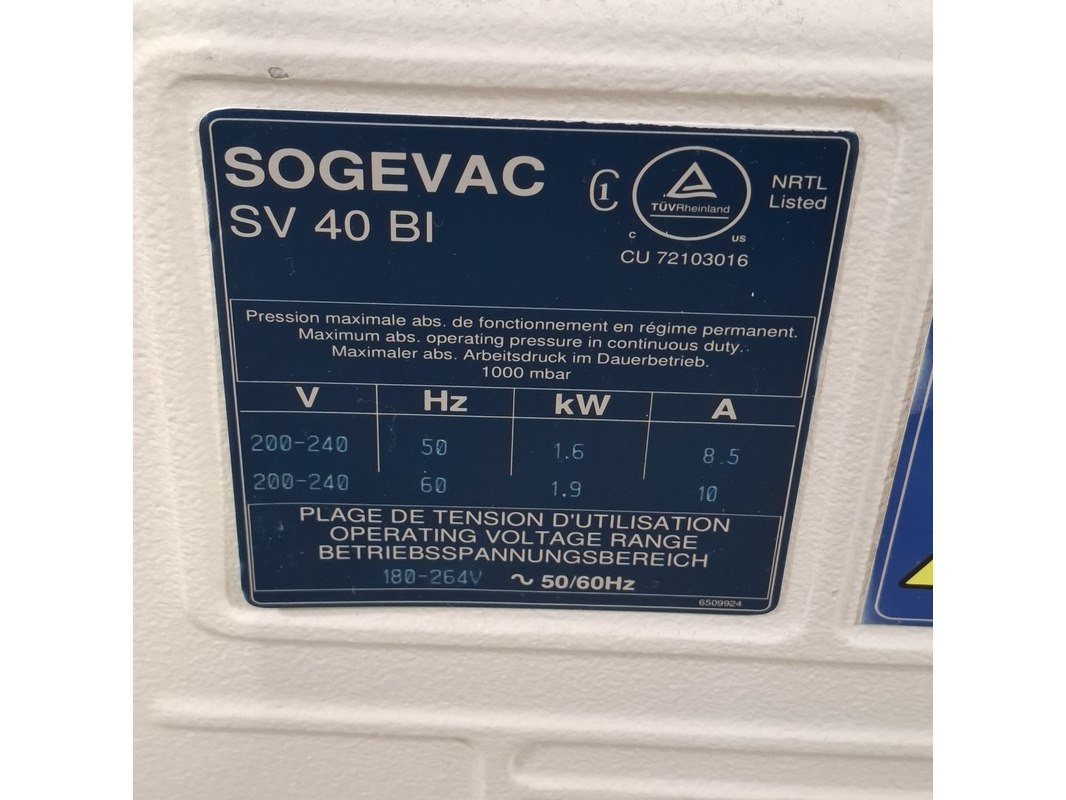 SOGEVAC
SV 40 BI
TÜVRheinland
C US
CU 72103016
NRTL
Listed
Pression maximale abs. de fonctionnement en régime permanent.
Maximum abs. operating pressure in continuous duty.
Maximaler abs. Arbeitsdruck im Dauerbetrieb.
1000 mbar
V Hz kW A
200-240 50 1.6 8.5
200-240 60 1.9 10
PLAGE DE TENSION D'UTILISATION
OPERATING VOLTAGE RANGE
BETRIEBSSPANNUNGSBEREICH
180-264V ~ 50/60Hz
6509924